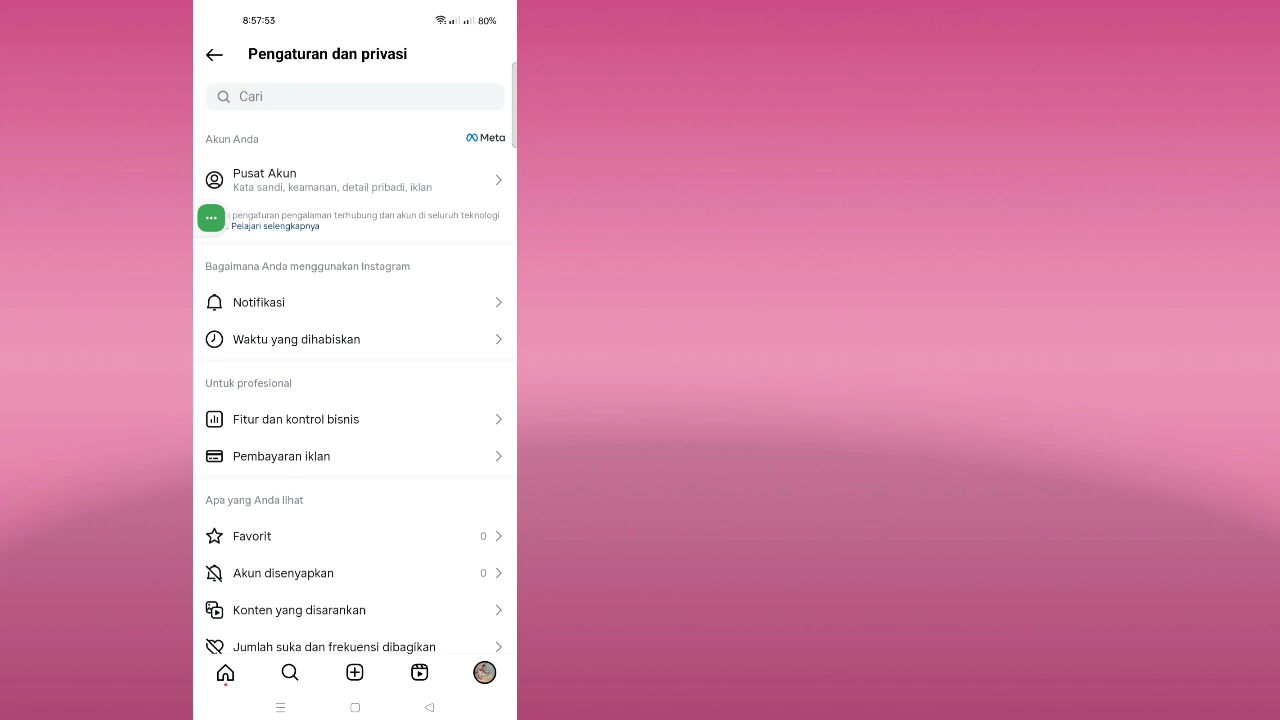 8:57:53
80%
Pengaturan dan privasi
Cari
Akun Anda
Meta
Pusat Akun
Kata sandi, keamanan, detail pribadi, iklan
pengaturan pengalaman terhubung dan akun di seluruh teknologi
. Pelajari selengkapnya
Bagaimana Anda menggunakan Instagram
Notifikasi
Waktu yang dihabiskan
Untuk profesional
Fitur dan kontrol bisnis
Pembayaran iklan
Apa yang Anda lihat
Favorit 0
Akun disenyapkan 0
Konten yang disarankan
Jumlah suka dan frekuensi dibagikan